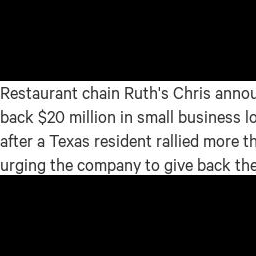 Restaurant chain Ruth's Chris annou
back $20 million in small business lo
after a Texas resident rallied more th
urging the company to give back the